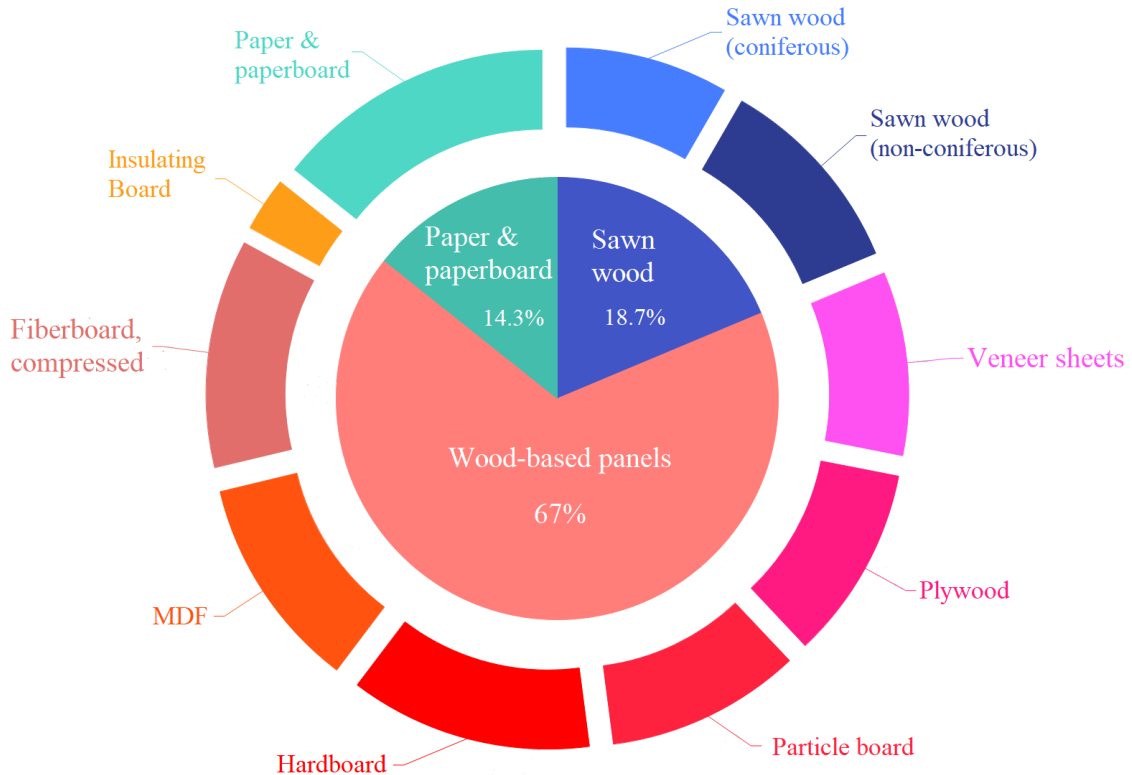 Sawn wood
(coniferous)
Paper &
paperboard
Sawn wood
(non-coniferous)
Insulating
Board
Paper &
paperboard
14.3%
Sawn
wood
18.7%
Fiberboard,
compressed
Veneer sheets
Wood-based panels
67%
Plywood
MDF
Particle board
Hardboard